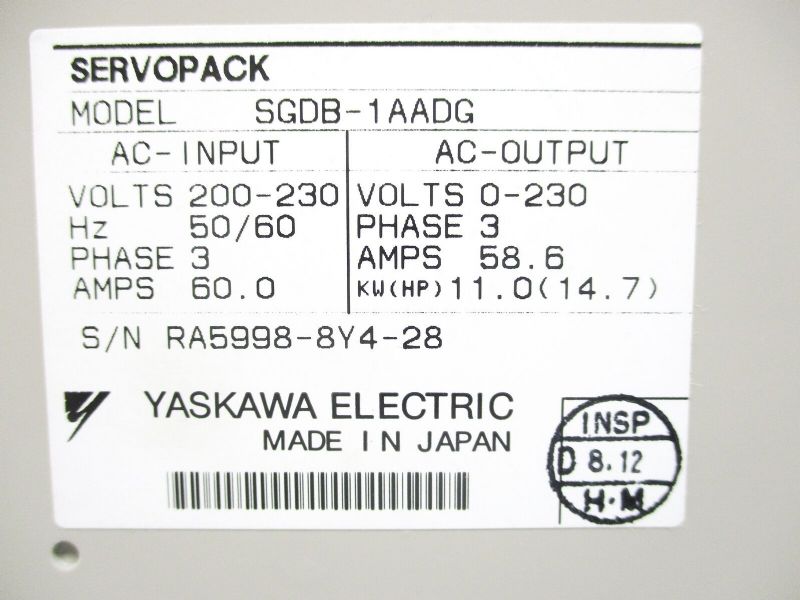 SERVOPACK
MODEL SGDB-1AADG
AC-INPUT AC-OUTPUT
VOLTS 200-230 VOLTS 0-230
Hz 50/60 PHASE 3
PHASE 3 AMPS 58.6
AMPS 60.0 KW(HP) 11.0(14.7)
S/N RA5998-8Y4-28
YASKAWA ELECTRIC
MADE IN JAPAN
INSP
D 8.12
H·M